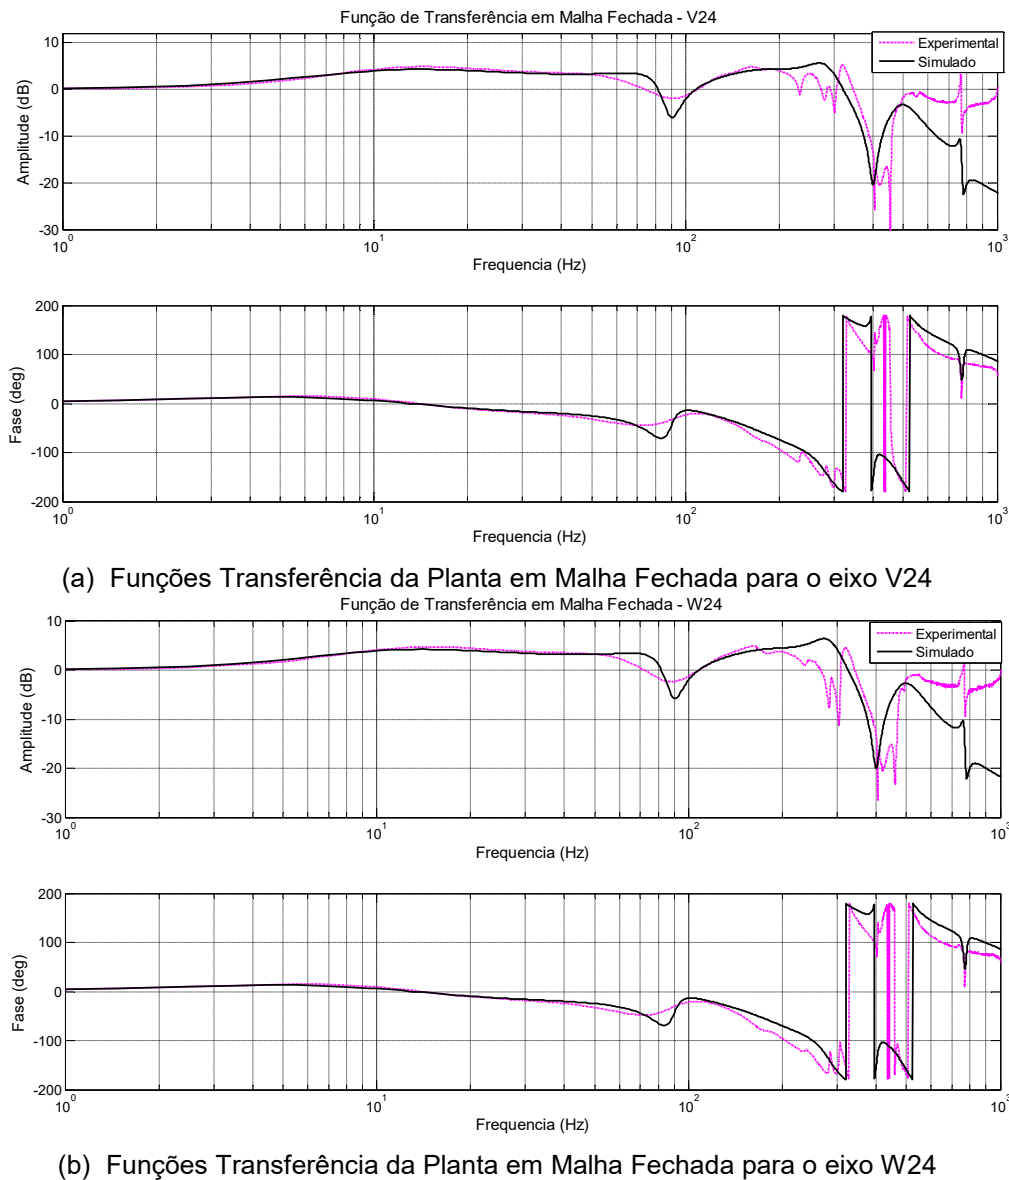 Função de Transferência em Malha Fechada - V24
10
0
-10
-20
-30
Amplitude (dB)
Experimental
Simulado
10^0
10^1
10^2
10^3
Frequencia (Hz)
200
100
0
-100
-200
Fase (deg)
10^0
10^1
10^2
10^3
Frequencia (Hz)
(a) Funções Transferência da Planta em Malha Fechada para o eixo V24
Função de Transferência em Malha Fechada - W24
10
0
-10
-20
-30
Amplitude (dB)
Experimental
Simulado
10^0
10^1
10^2
10^3
Frequencia (Hz)
200
100
0
-100
-200
Fase (deg)
10^0
10^1
10^2
10^3
Frequencia (Hz)
(b) Funções Transferência da Planta em Malha Fechada para o eixo W24